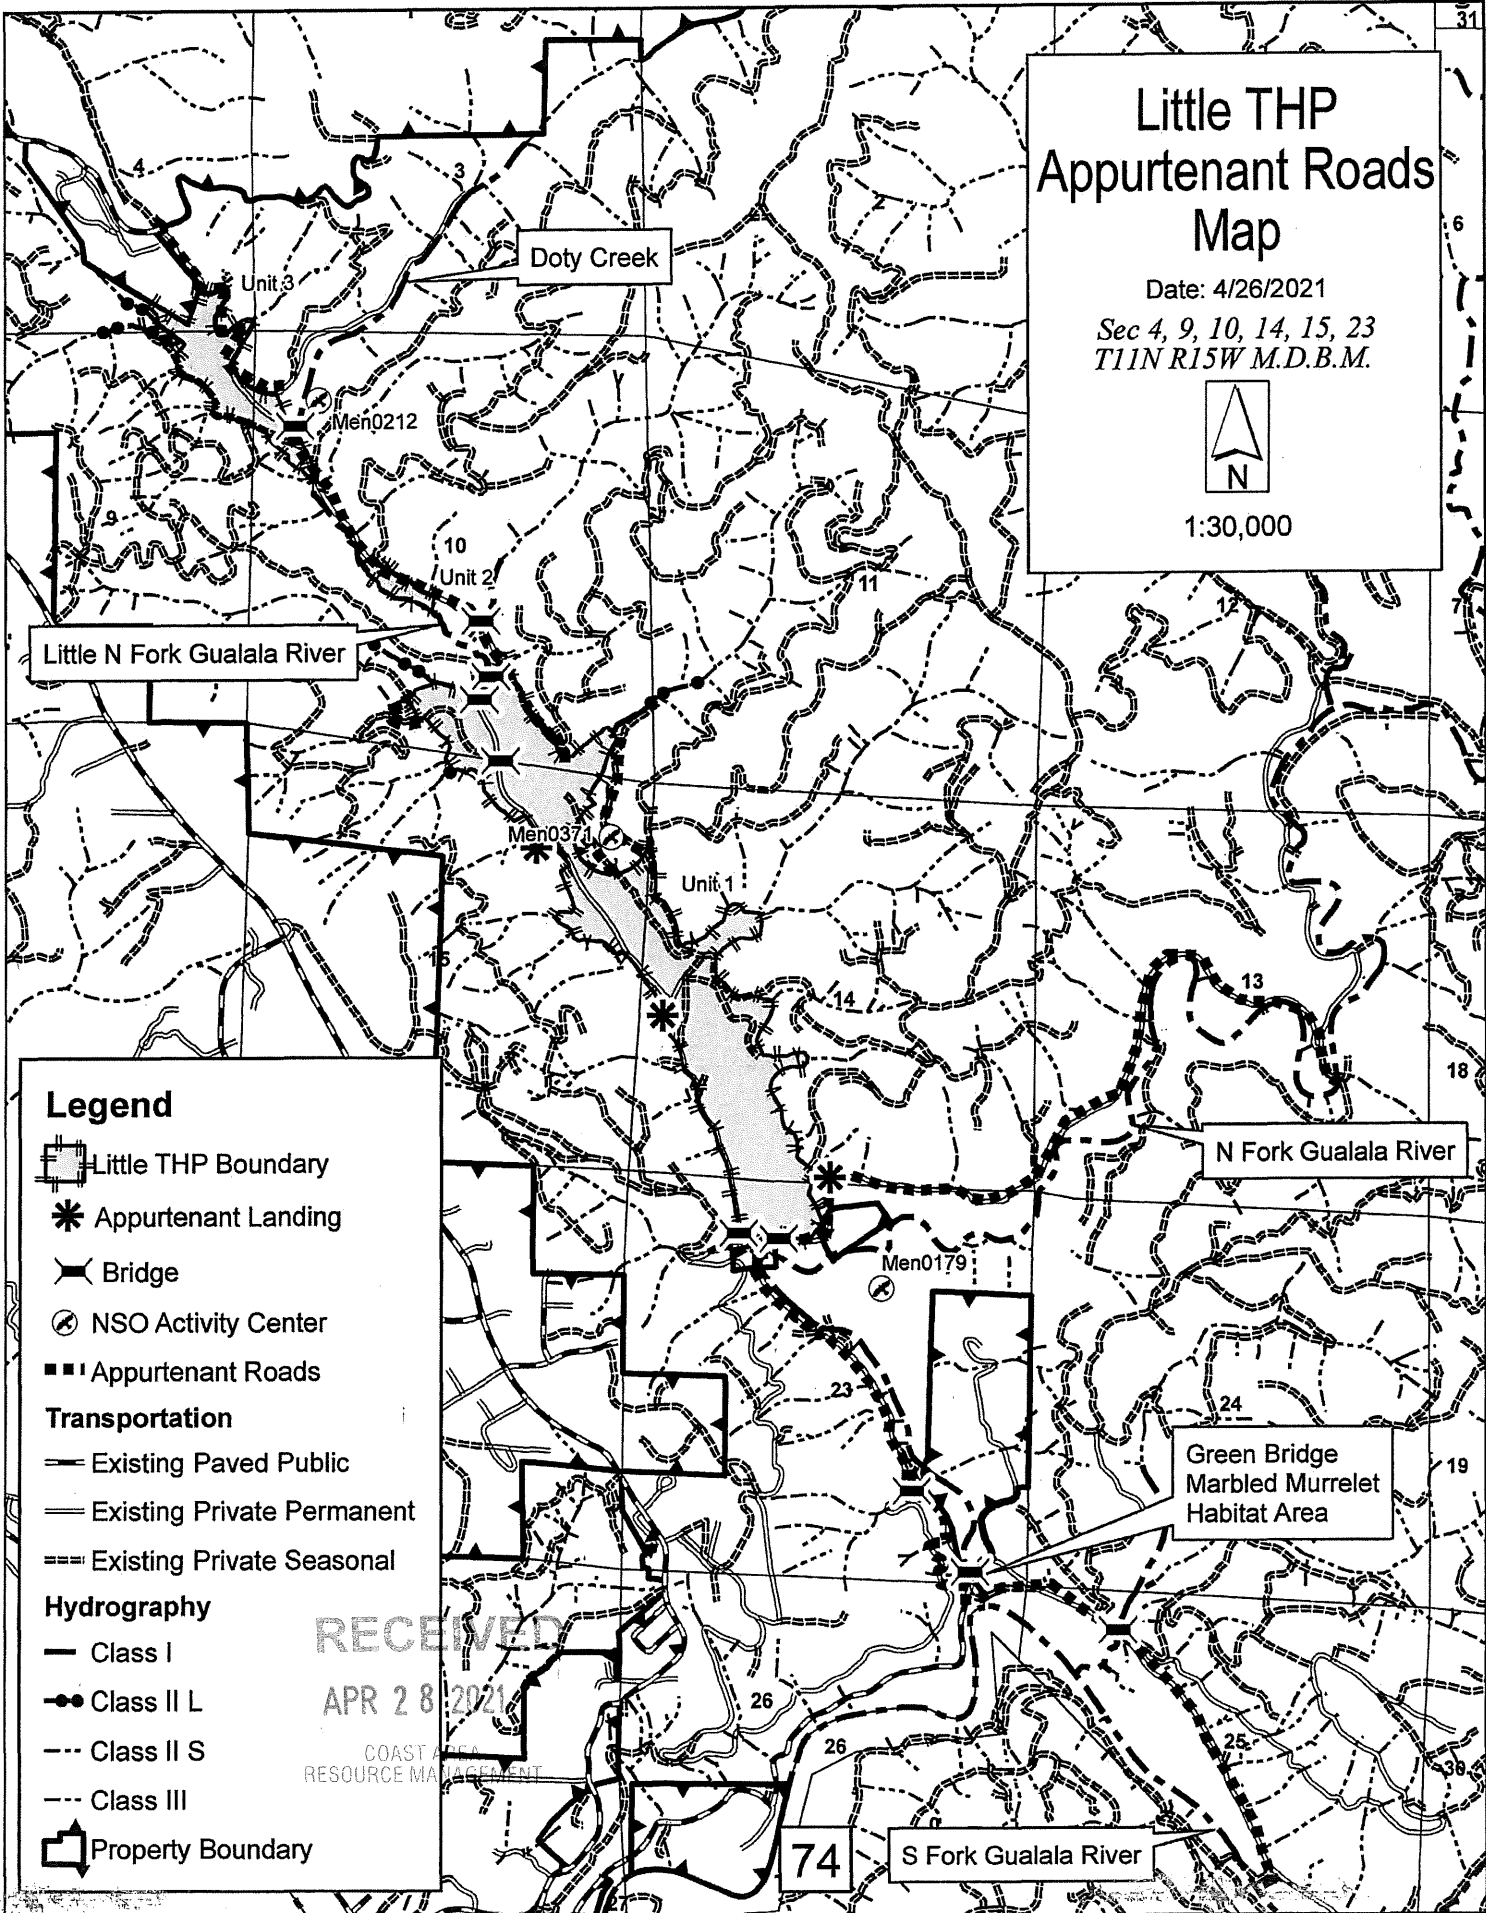 31
Little THP
Appurtenant Roads
Map
Date: 4/26/2021
Sec 4, 9, 10, 14, 15, 23
T11N R15W M.D.B.M.
N
1:30,000
4
3
2
6
Doty Creek
Unit 3
Men0212
9
10
Unit 2
11
12
7
Little N Fork Gualala River
Men0371
Unit 1
15
14
13
18
N Fork Gualala River
Men0179
23
24
19
Green Bridge
Marbled Murrelet
Habitat Area
26
26
25
30
74
S Fork Gualala River
Legend
Little THP Boundary
Appurtenant Landing
Bridge
NSO Activity Center
Appurtenant Roads
Transportation
Existing Paved Public
Existing Private Permanent
Existing Private Seasonal
Hydrography
Class I
Class II L
Class II S
Class III
Property Boundary
RECEIVED
APR 28 2021
COAST AREA
RESOURCE MANAGEMENT